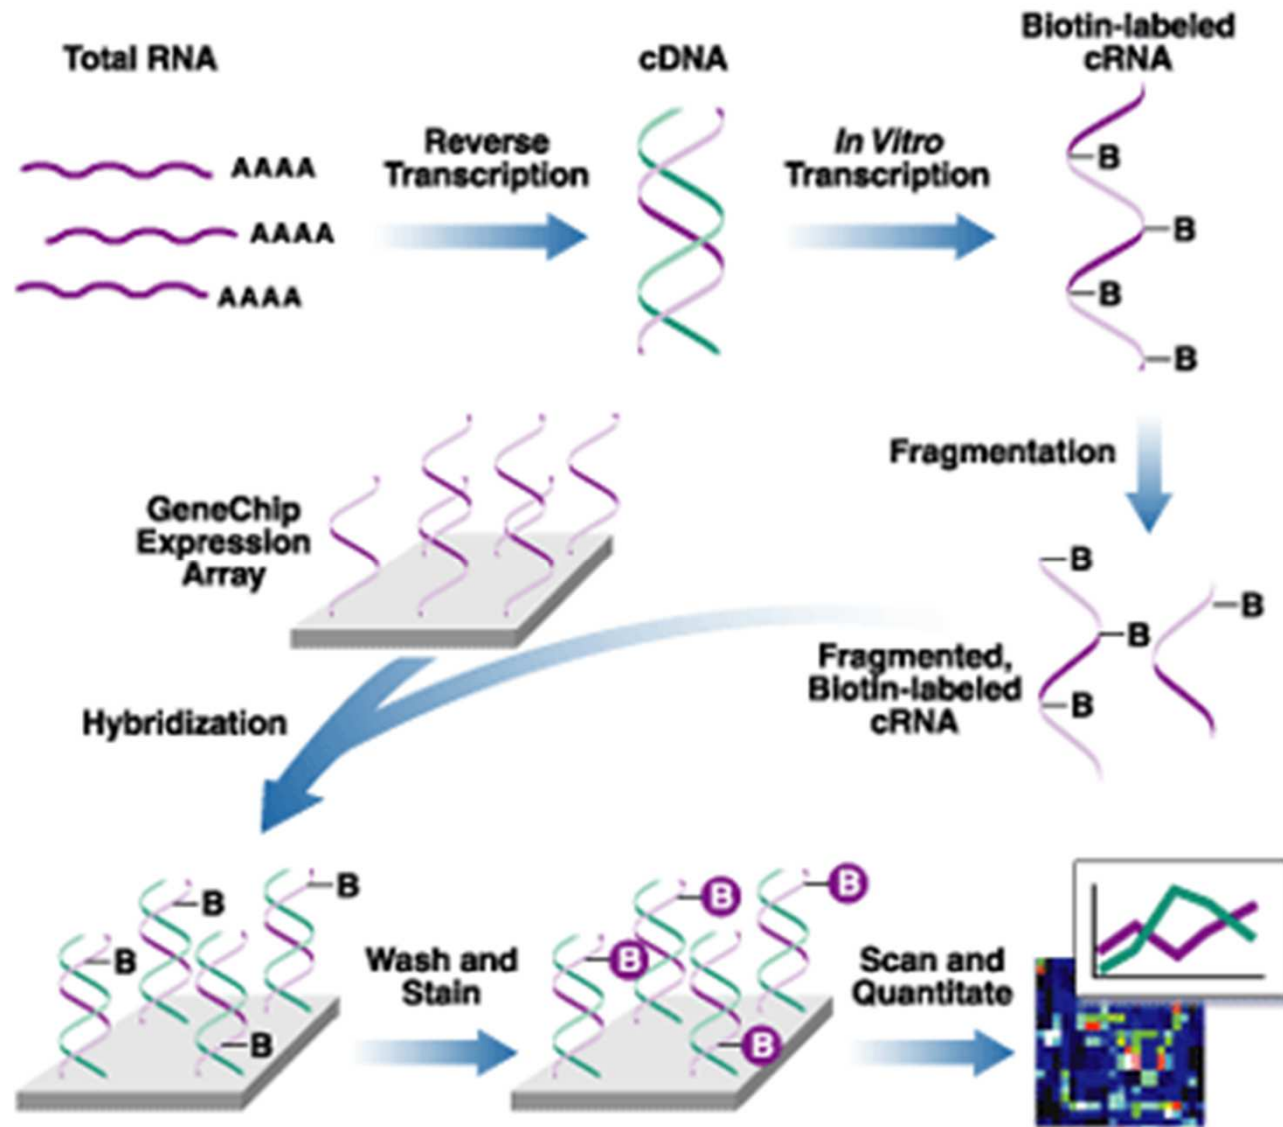 Total RNA
AAAA
AAAA
AAAA
Reverse
Transcription
cDNA
In Vitro
Transcription
Biotin-labeled
cRNA
B
B
B
B
Fragmentation
B
B
B
B
Fragmented,
Biotin-labeled
cRNA
GeneChip
Expression
Array
Hybridization
B
B
B
B
Wash and
Stain
B
B
B
B
Scan and
Quantitate